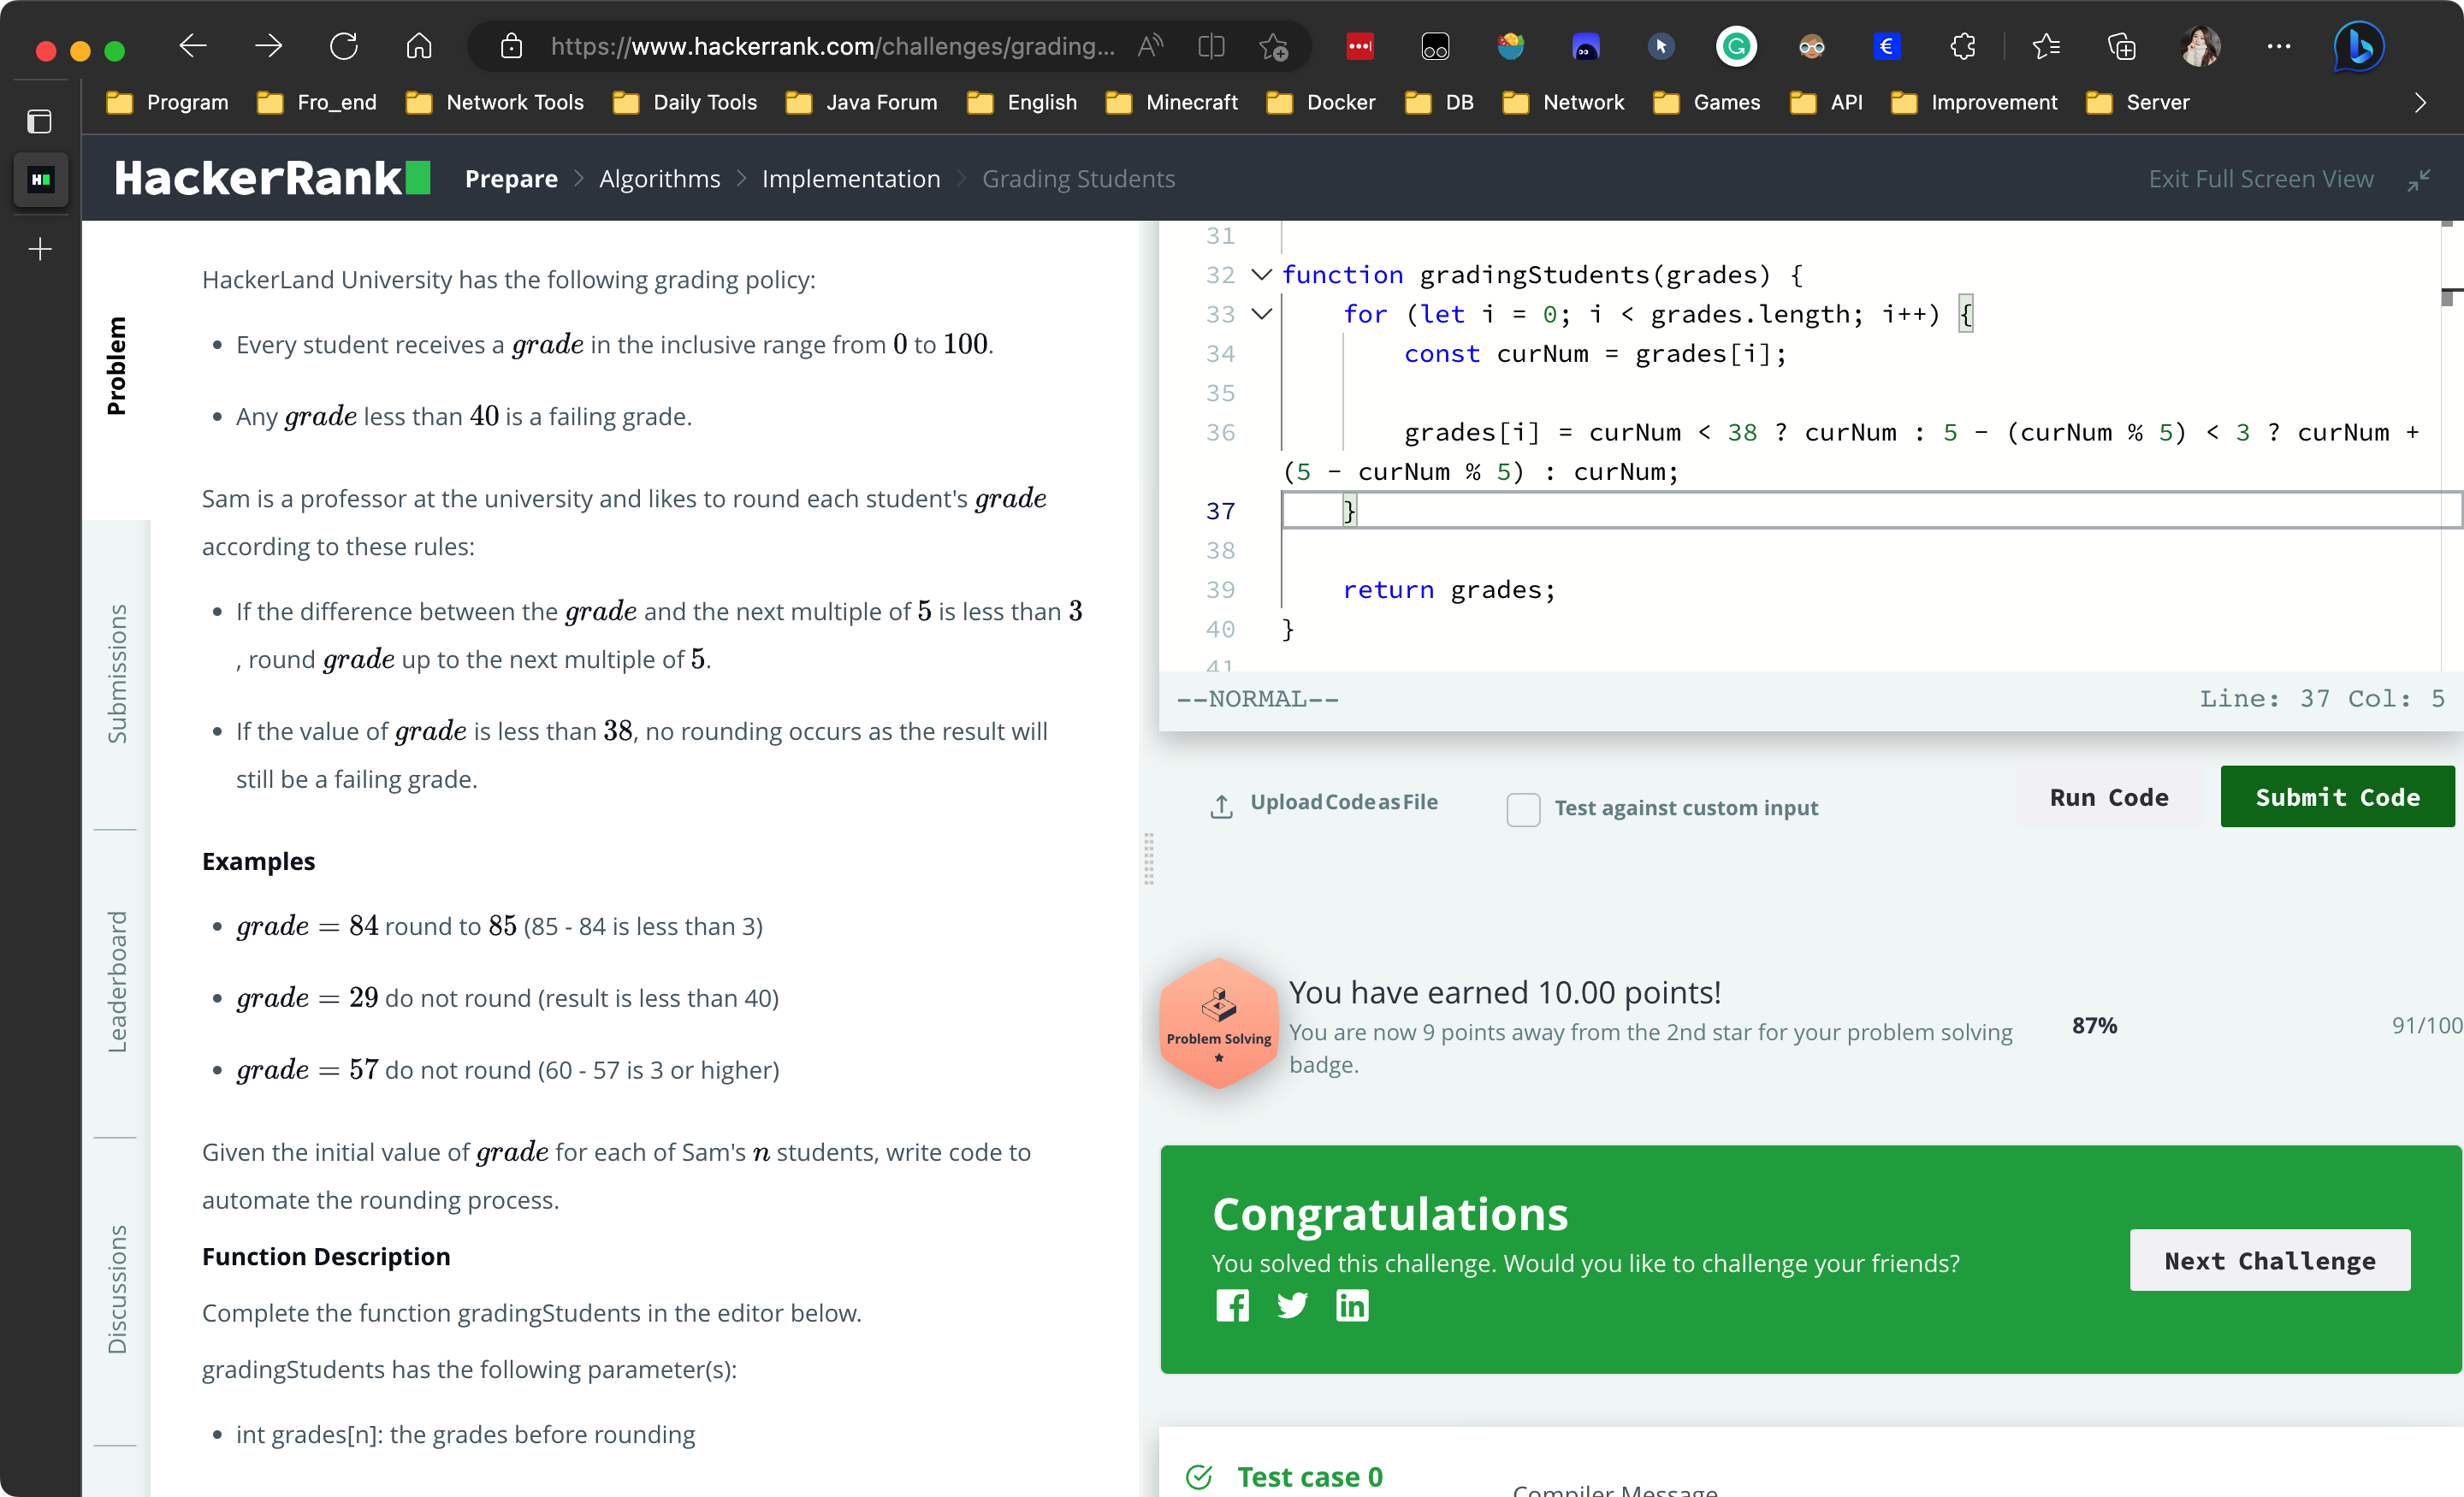 https://www.hackerrank.com/challenges/grading...
Program Fro_end Network Tools Daily Tools Java Forum English Minecraft Docker DB Network Games API Improvement Server
HackerRank Prepare > Algorithms > Implementation > Grading Students Exit Full Screen View
Problem
Submissions
Leaderboard
Discussions
HackerLand University has the following grading policy:
• Every student receives a grade in the inclusive range from 0 to 100.
• Any grade less than 40 is a failing grade.
Sam is a professor at the university and likes to round each student's grade
according to these rules:
• If the difference between the grade and the next multiple of 5 is less than 3
, round grade up to the next multiple of 5.
• If the value of grade is less than 38, no rounding occurs as the result will
still be a failing grade.
Examples
• grade = 84 round to 85 (85 - 84 is less than 3)
• grade = 29 do not round (result is less than 40)
• grade = 57 do not round (60 - 57 is 3 or higher)
Given the initial value of grade for each of Sam's n students, write code to
automate the rounding process.
Function Description
Complete the function gradingStudents in the editor below.
gradingStudents has the following parameter(s):
• int grades[n]: the grades before rounding
31
32 function gradingStudents(grades) {
33 for (let i = 0; i < grades.length; i++) {
34 const curNum = grades[i];
35
36 grades[i] = curNum < 38 ? curNum : 5 - (curNum % 5) < 3 ? curNum +
(5 - curNum % 5) : curNum;
37 }
38
39 return grades;
40 }
41
--NORMAL-- Line: 37 Col: 5
Upload Code as File Test against custom input Run Code Submit Code
Problem Solving
You have earned 10.00 points!
You are now 9 points away from the 2nd star for your problem solving
badge.
87% 91/100
Congratulations
You solved this challenge. Would you like to challenge your friends?
Next Challenge
Test case 0
Compiler Message